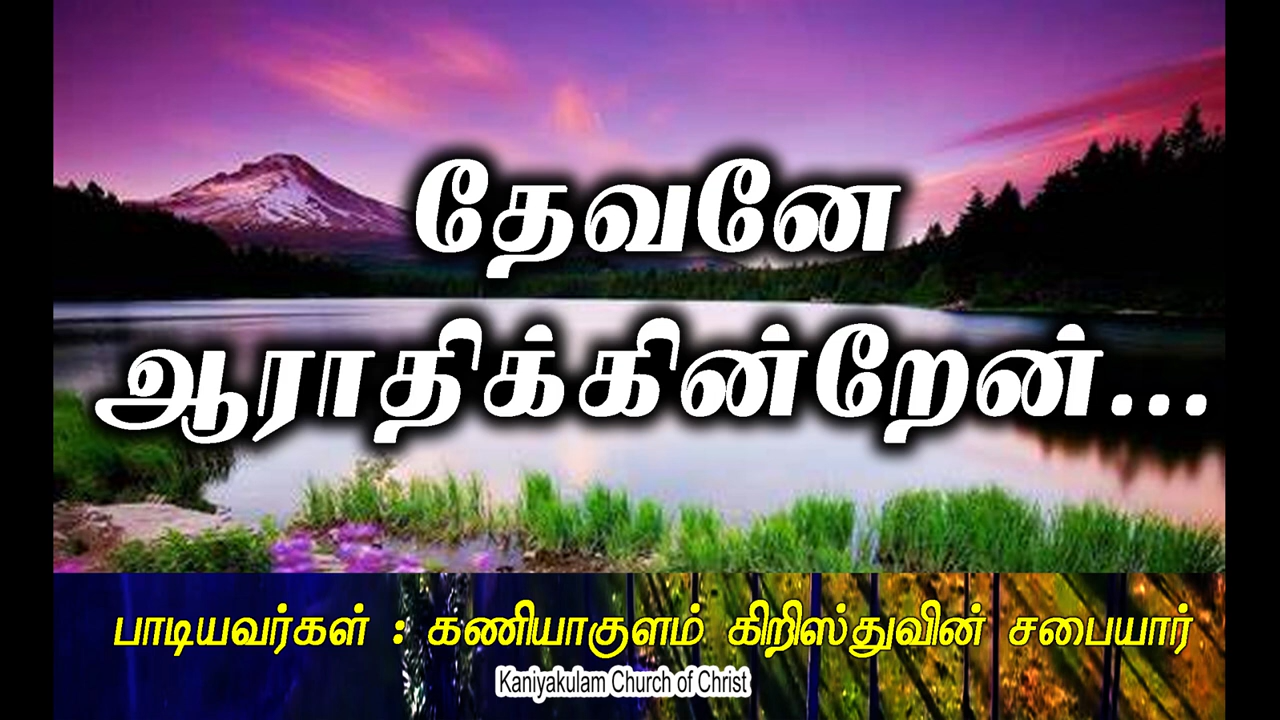 தேவனே
ஆராதிக்கின்றேன்...
பாடியவர்கள் : கணியாகுளம் கிறிஸ்துவின் சபையார்
Kaniyakulam Church of Christ